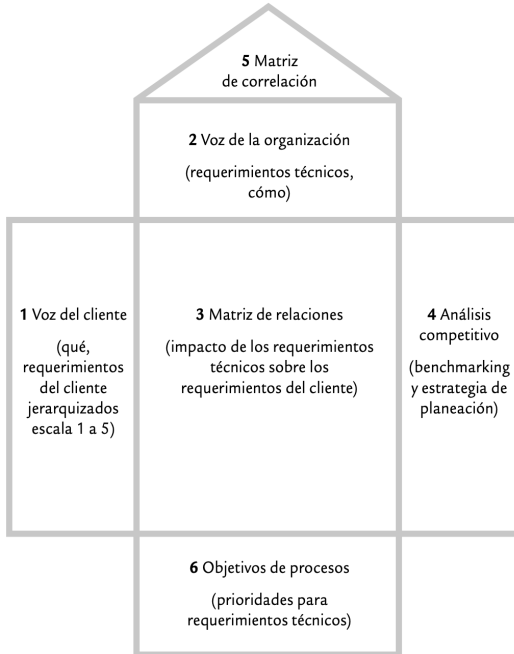 5 Matriz
de correlación
2 Voz de la organización
(requerimientos técnicos,
cómo)
1 Voz del cliente
(qué,
requerimientos
del cliente
jerarquizados
escala 1 a 5)
3 Matriz de relaciones
(impacto de los requerimientos
técnicos sobre los
requerimientos del cliente)
4 Análisis
competitivo
(benchmarking
y estrategia de
planeación)
6 Objetivos de procesos
(prioridades para
requerimientos técnicos)